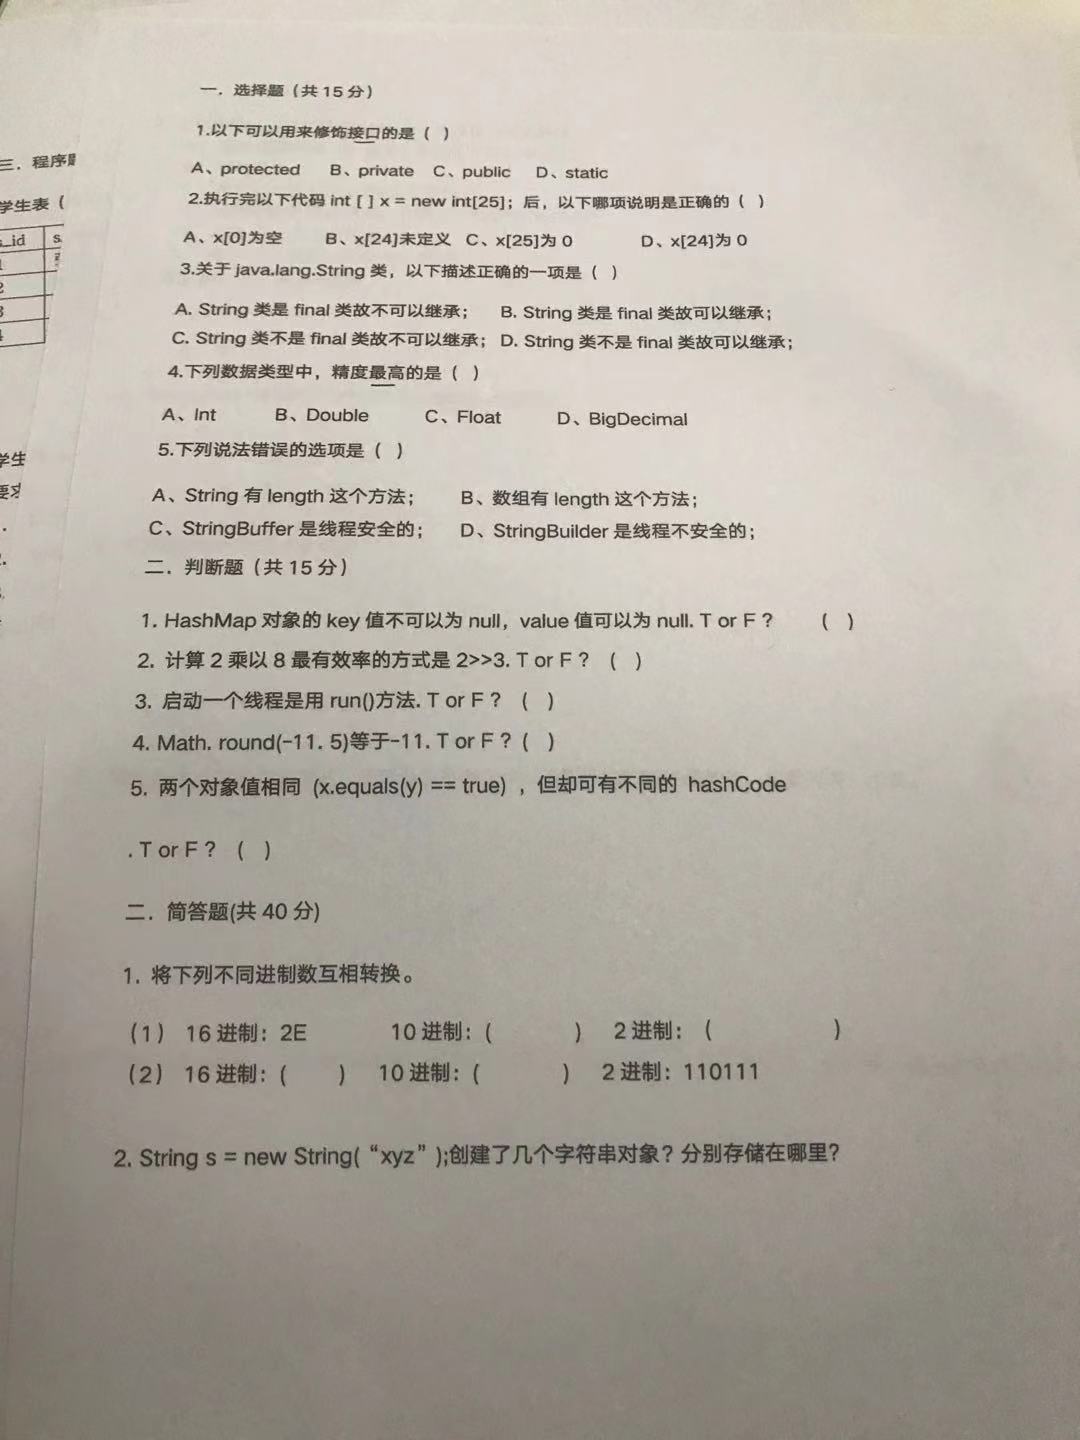 三．程序
学生表（
_id
s
2
3
学生
要求
一．选择题（共 15 分）
1.以下可以用来修饰接口的是（ ）
A、protected B、private C、public D、static
2.执行完以下代码 int [ ] x = new int[25]；后，以下哪项说明是正确的（ ）
A、x[0]为空 B、x[24]未定义 C、x[25]为 0 D、x[24]为 0
3.关于 java.lang.String 类，以下描述正确的一项是（ ）
A. String 类是 final 类故不可以继承； B. String 类是 final 类故可以继承；
C. String 类不是 final 类故不可以继承； D. String 类不是 final 类故可以继承；
4.下列数据类型中，精度最高的是（ ）
A、Int B、Double C、Float D、BigDecimal
5.下列说法错误的选项是（ ）
A、String 有 length 这个方法； B、数组有 length 这个方法；
C、StringBuffer 是线程安全的； D、StringBuilder 是线程不安全的；
二．判断题（共 15 分）
1. HashMap 对象的 key 值不可以为 null，value 值可以为 null. T or F？ （ ）
2. 计算 2 乘以 8 最有效率的方式是 2>>3. T or F？（ ）
3. 启动一个线程是用 run()方法. T or F？（ ）
4. Math. round(-11. 5)等于-11. T or F？（ ）
5. 两个对象值相同 (x.equals(y) == true) ，但却可有不同的 hashCode
. T or F？（ ）
二．简答题(共 40 分)
1. 将下列不同进制数互相转换。
（1） 16 进制：2E 10 进制：( ) 2 进制：（ ）
（2） 16 进制：( ) 10 进制：( ) 2 进制：110111
2. String s = new String(“xyz”);创建了几个字符串对象？分别存储在哪里？